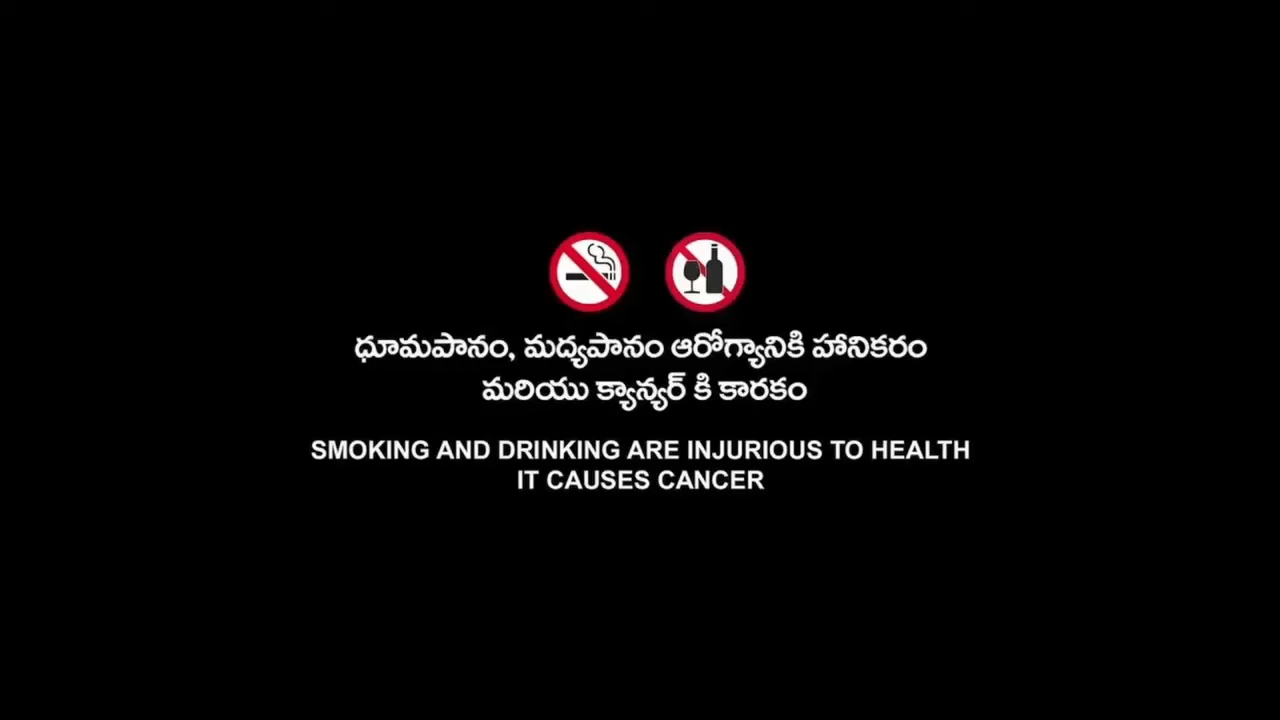 ధూమపానం, మద్యపానం ఆరోగ్యానికి హానికరం
మరియు క్యాన్సర్ కి కారకం
SMOKING AND DRINKING ARE INJURIOUS TO HEALTH
IT CAUSES CANCER